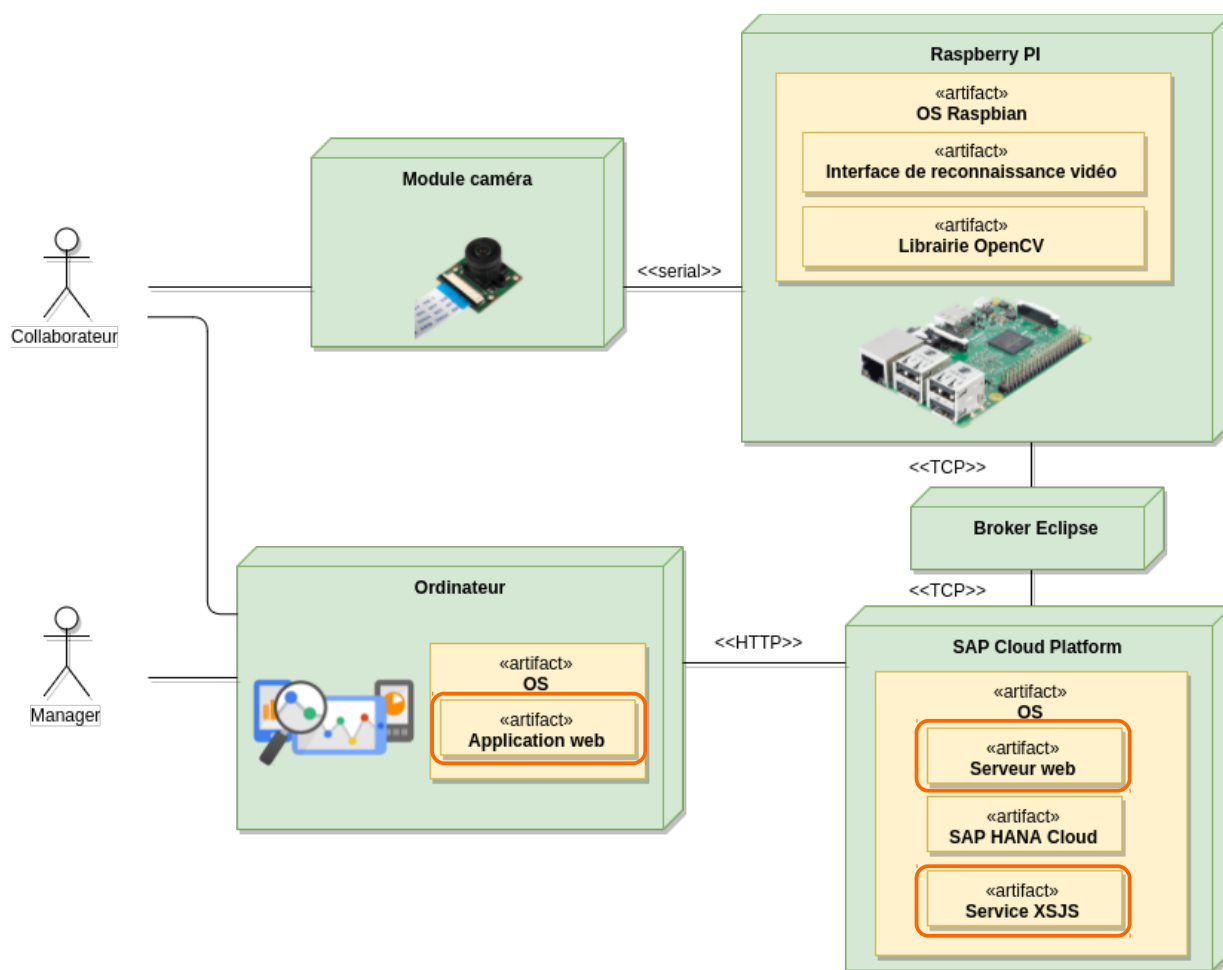 Raspberry PI
«artifact»
OS Raspbian
«artifact»
Interface de reconnaissance vidéo
«artifact»
Librairie OpenCV
Module caméra
<<serial>>
Collaborateur
<<TCP>>
Broker Eclipse
<<TCP>>
Ordinateur
«artifact»
OS
«artifact»
Application web
<<HTTP>>
Manager
SAP Cloud Platform
«artifact»
OS
«artifact»
Serveur web
«artifact»
SAP HANA Cloud
«artifact»
Service XSJS